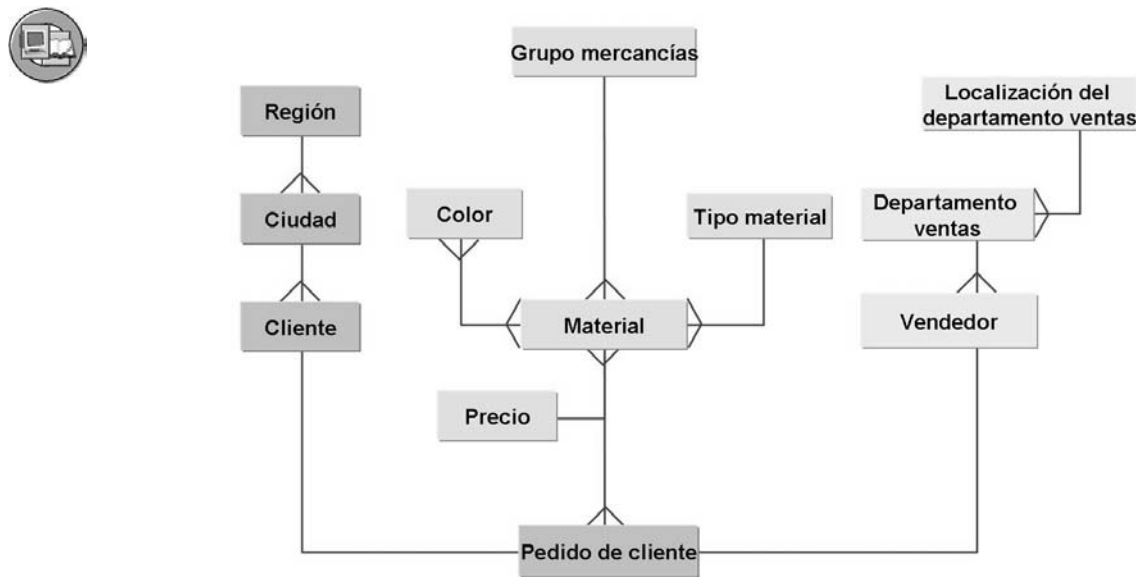 Grupo mercancías
Localización del
departamento ventas
Región
Ciudad
Color
Tipo material
Departamento
ventas
Cliente
Material
Vendedor
Precio
Pedido de cliente